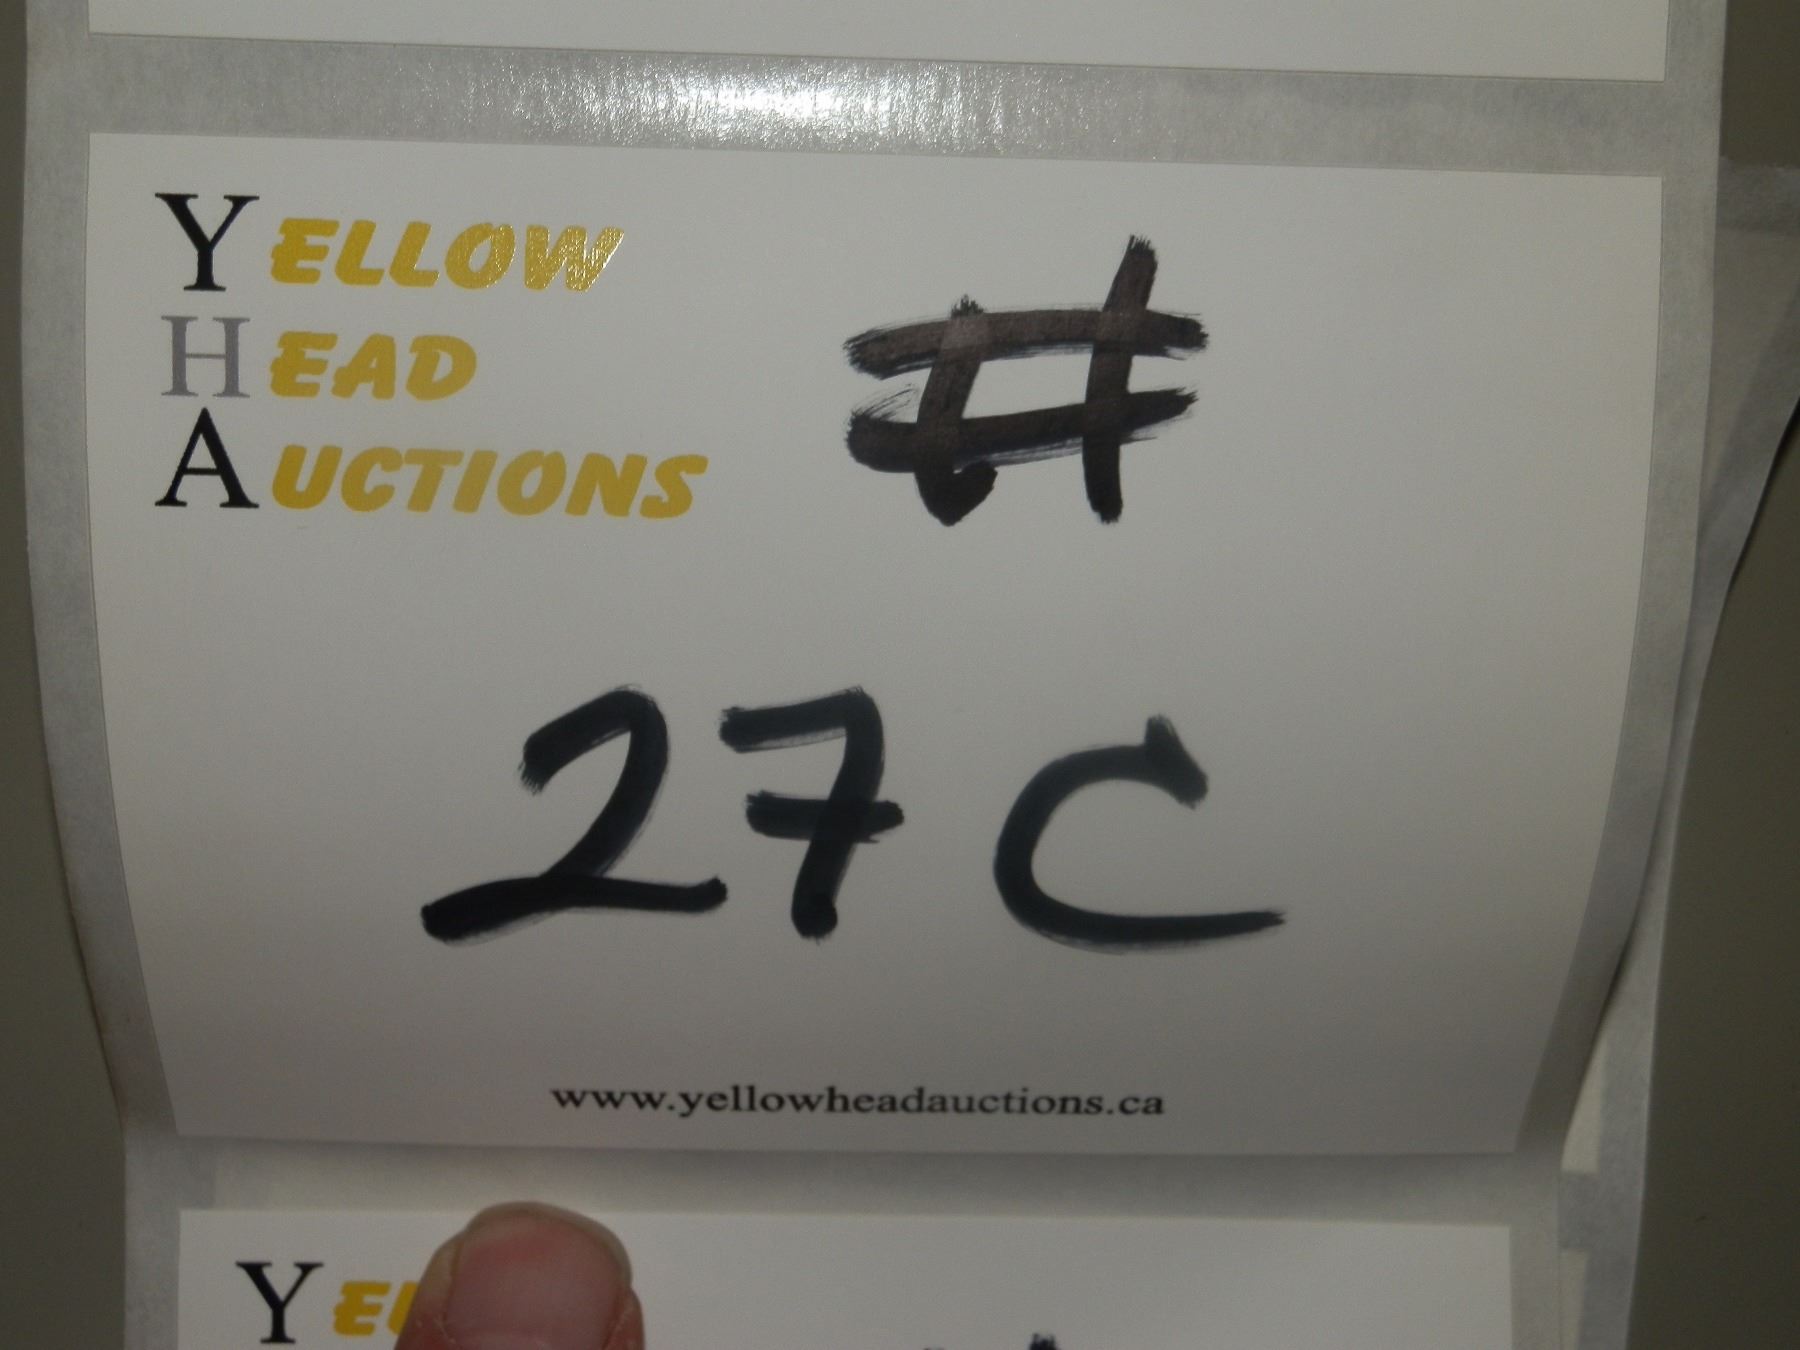 YELLOW
HEAD
AUCTIONS
#
27C
www.yellowheadauctions.ca
Y